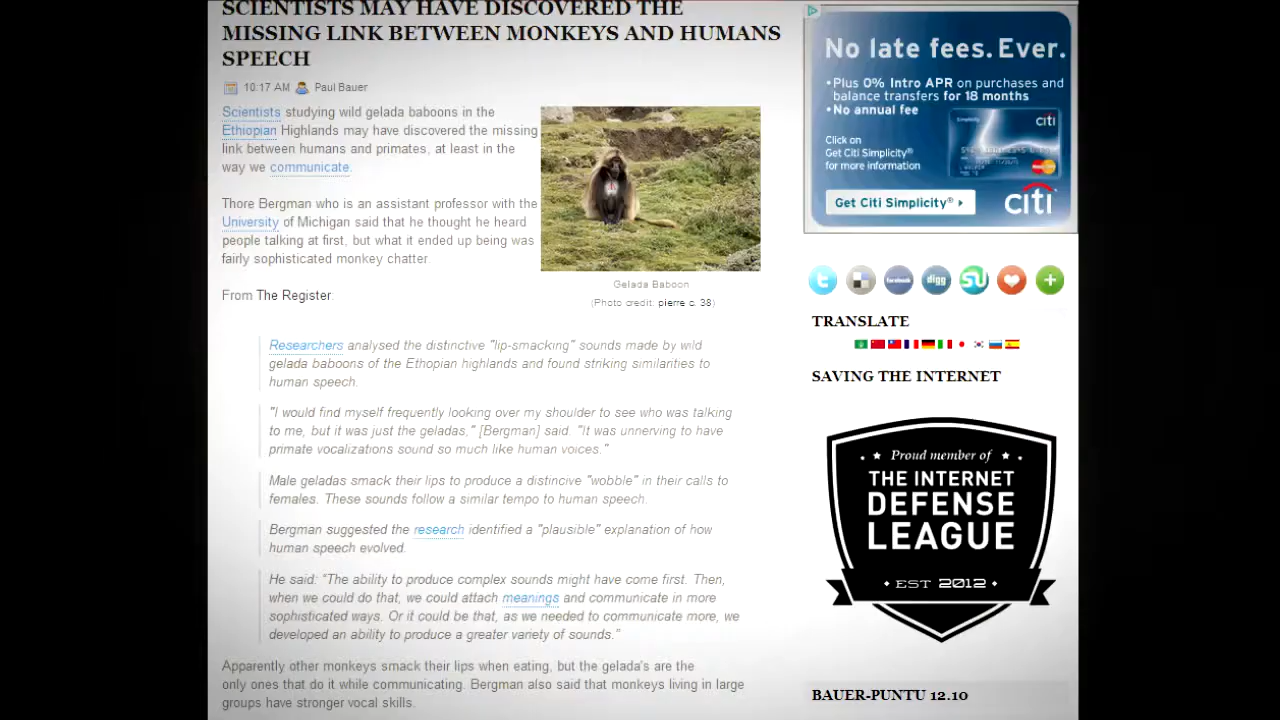 SCIENTISTS MAY HAVE DISCOVERED THE
MISSING LINK BETWEEN MONKEYS AND HUMANS
SPEECH
10:17 AM Paul Bauer
Scientists studying wild gelada baboons in the
Ethiopian Highlands may have discovered the missing
link between humans and primates, at least in the
way we communicate.
Thore Bergman who is an assistant professor with the
University of Michigan said that he thought he heard
people talking at first, but what it ended up being was
fairly sophisticated monkey chatter.
From The Register:
Gelada Baboon
(Photo credit: pierre c. 38)
Researchers analysed the distinctive "lip-smacking" sounds made by wild
gelada baboons of the Ethopian highlands and found striking similarities to
human speech.
"I would find myself frequently looking over my shoulder to see who was talking
to me, but it was just the geladas," [Bergman] said. "It was unnerving to have
primate vocalizations sound so much like human voices."
Male geladas smack their lips to produce a distinctive "wobble" in their calls to
females. These sounds follow a similar tempo to human speech.
Bergman suggested the research identified a "plausible" explanation of how
human speech evolved.
He said: “The ability to produce complex sounds might have come first. Then,
when we could do that, we could attach meanings and communicate in more
sophisticated ways. Or it could be that, as we needed to communicate more, we
developed an ability to produce a greater variety of sounds.”
Apparently other monkeys smack their lips when eating, but the gelada's are the
only ones that do it while communicating. Bergman also said that monkeys living in large
groups have stronger vocal skills.
No late fees. Ever.
•Plus 0% Intro APR on purchases and
balance transfers for 18 months
•No annual fee
Click on
Get Citi Simplicity®
for more information
citi
Get Citi Simplicity®
citi
facebook
digg
TRANSLATE
SAVING THE INTERNET
Proud member of
THE INTERNET
DEFENSE
LEAGUE
EST 2012
BAUER-PUNTU 12.10